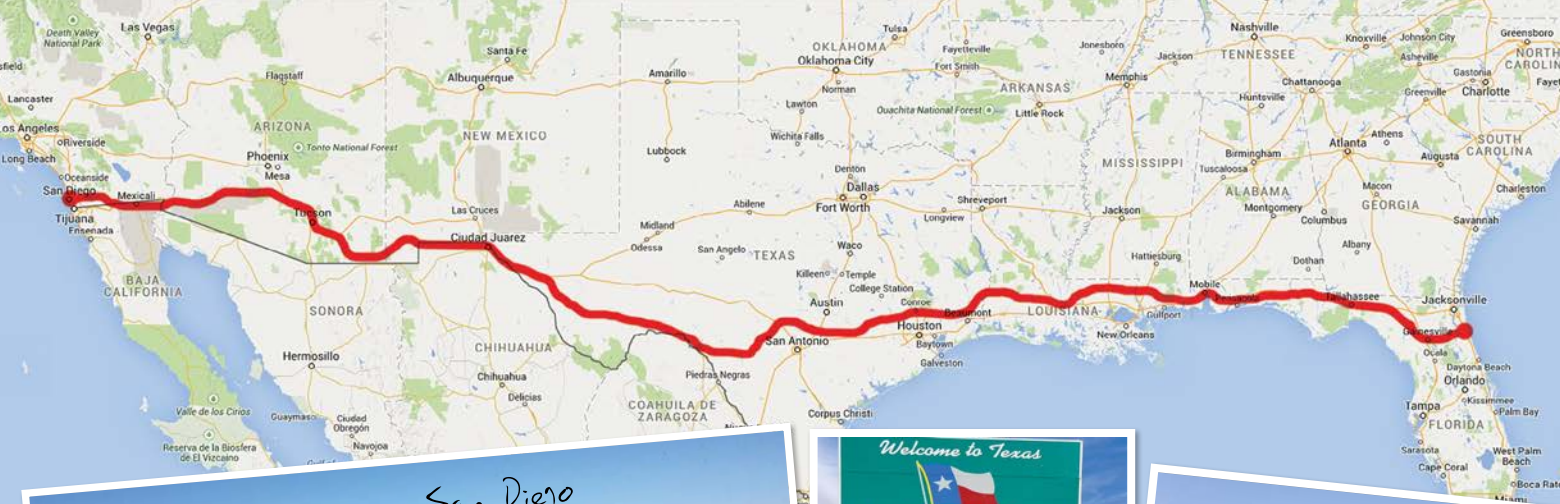 Death Valley
National Park
Las Vegas
Santa Fe
Tulsa
Nashville
Knoxville
Johnson City
Greensboro
Fayetteville
Jonesboro
OKLAHOMA
Oklahoma City
Fort Smith
Jackson
TENNESSEE
Asheville
NORTH
CAROLIN
Flagstaff
Albuquerque
Amarillo
Norman
ARKANSAS
Memphis
Chattanooga
Gastonia
Charlotte
Lancaster
Lawton
Ouachita National Forest
Little Rock
Huntsville
Greenville
Fayet
Los Angeles
Riverside
ARIZONA
NEW MEXICO
Wichita Falls
Athens
Atlanta
SOUTH
CAROLINA
Long Beach
Phoenix
Tonto National Forest
Lubbock
MISSISSIPPI
Birmingham
Augusta
Mesa
Denton
Tuscaloosa
Oceanside
San Diego
Mexicali
Dallas
Fort Worth
Abilene
Shreveport
Longview
ALABAMA
Macon
Charleston
Tijuana
Ensenada
Tucson
Las Cruces
Jackson
Montgomery
Columbus
GEORGIA
Savannah
Ciudad Juarez
Midland
Odessa
San Angelo
TEXAS
Waco
Hattiesburg
Albany
Dothan
BAJA
CALIFORNIA
Killeen
Temple
College Station
SONORA
Austin
Conroe
Beaumont
LOUISIANA
Mobile
Pensacola
Tallahassee
Jacksonville
Gulfport
Houston
New Orleans
Gainesville
Hermosillo
CHIHUAHUA
San Antonio
Baytown
Galveston
Ocala
Daytona Beach
Chihuahua
Delicias
Piedras Negras
Orlando
Valle de los Cirios
Guaymas
Ciudad
Obregón
COAHUILA DE
ZARAGOZA
Corpus Christi
Kissimmee
Tampa
Palm Bay
FLORIDA
Reserva de la Biosfera
de El Vizcaino
Navojoa
Sarasota
West Palm
Beach
Cape Coral
Boca Rato
Miami
San Diego
Welcome to Texas